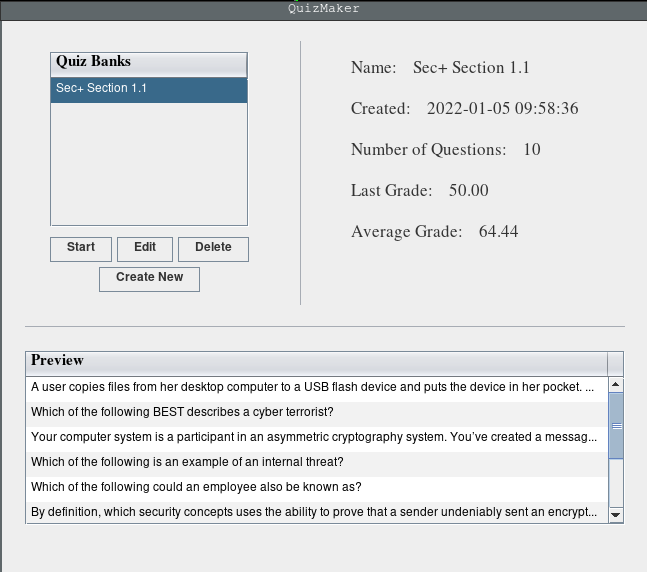 QuizMaker
Quiz Banks
Sec+ Section 1.1
Start Edit Delete
Create New
Name: Sec+ Section 1.1
Created: 2022-01-05 09:58:36
Number of Questions: 10
Last Grade: 50.00
Average Grade: 64.44
Preview
A user copies files from her desktop computer to a USB flash device and puts the device in her pocket. ...
Which of the following BEST describes a cyber terrorist?
Your computer system is a participant in an asymmetric cryptography system. You've created a messag...
Which of the following is an example of an internal threat?
Which of the following could an employee also be known as?
By definition, which security concepts uses the ability to prove that a sender undeniably sent an encrypt...